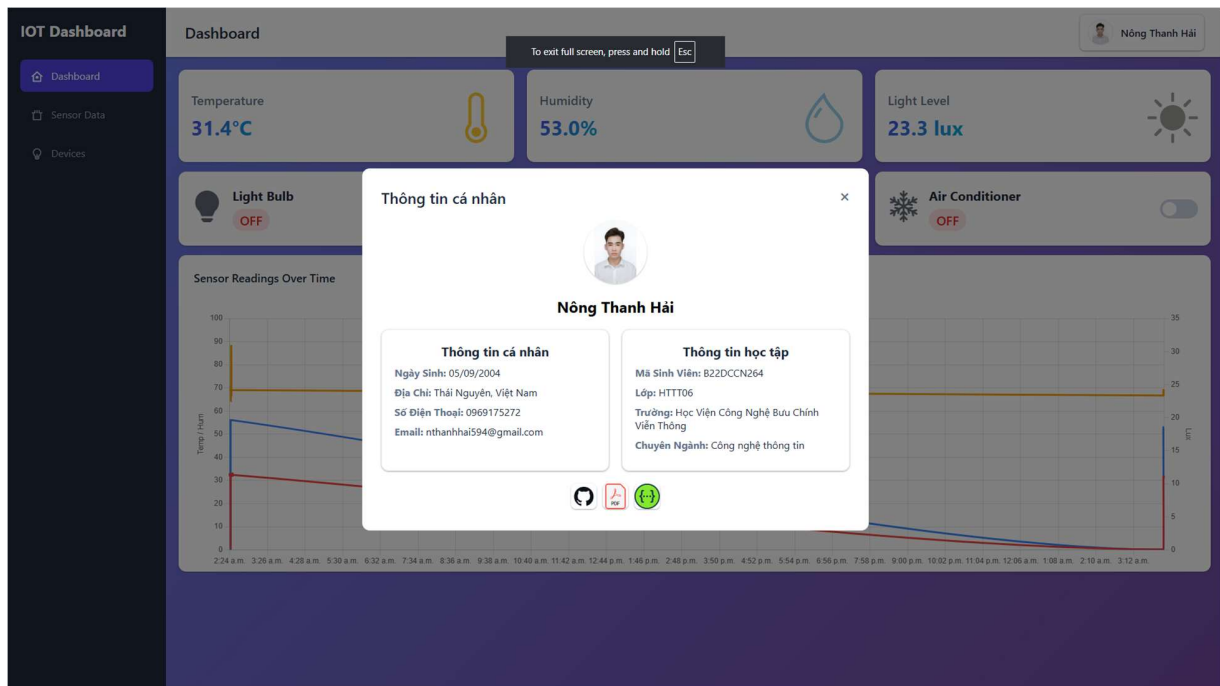 IOT Dashboard
Dashboard
Nông Thanh Hải
To exit full screen, press and hold Esc
Dashboard
Sensor Data
Devices
Temperature
31.4°C
Humidity
53.0%
Light Level
23.3 lux
Light Bulb
OFF
Air Conditioner
OFF
Thông tin cá nhân
×
Nông Thanh Hải
Thông tin cá nhân
Ngày Sinh: 05/09/2004
Địa Chỉ: Thái Nguyên, Việt Nam
Số Điện Thoại: 0969175272
Email: nthanhhai594@gmail.com
Thông tin học tập
Mã Sinh Viên: B22DCCN264
Lớp: HTTT06
Trường: Học Viện Công Nghệ Bưu Chính
Viễn Thông
Chuyên Ngành: Công nghệ thông tin
PDF
{··}
Sensor Readings Over Time
Temp / Hum
100
90
80
70
60
50
40
30
20
10
0
35
30
25
20
15
10
5
0
Lux
2:24 a.m. 3:26 a.m. 4:28 a.m. 5:30 a.m. 6:32 a.m. 7:34 a.m. 8:36 a.m. 9:38 a.m. 10:40 a.m. 11:42 a.m. 12:44 p.m. 1:46 p.m. 2:48 p.m. 3:50 p.m. 4:52 p.m. 5:54 p.m. 6:56 p.m. 7:58 p.m. 9:00 p.m. 10:02 p.m. 11:04 p.m. 12:06 a.m. 1:08 a.m. 2:10 a.m. 3:12 a.m.